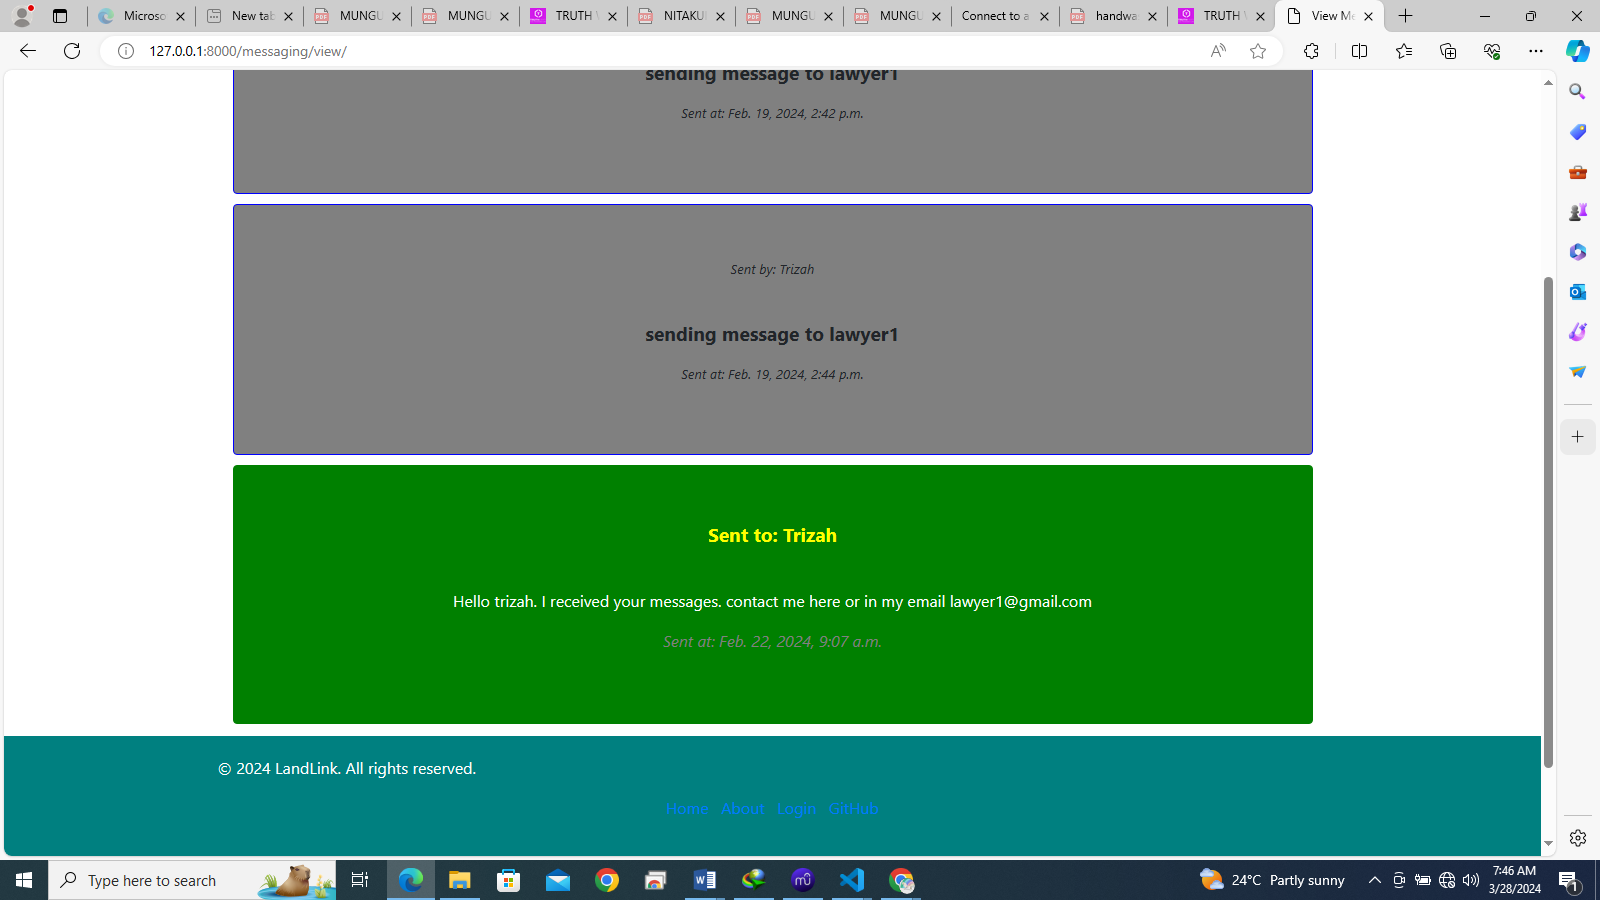 Microso
New tab
MUNGU
MUNGU
TRUTH
NITAKU
MUNGU
MUNGU
Connect to a
handwa
TRUTH
View Me
127.0.0.1:8000/messaging/view/
sending message to lawyer1
Sent at: Feb. 19, 2024, 2:42 p.m.
Sent by: Trizah
sending message to lawyer1
Sent at: Feb. 19, 2024, 2:44 p.m.
Sent to: Trizah
Hello trizah. I received your messages. contact me here or in my email lawyer1@gmail.com
Sent at: Feb. 22, 2024, 9:07 a.m.
© 2024 LandLink. All rights reserved.
Home About Login GitHub
Type here to search
24°C Partly sunny
7:46 AM
3/28/2024
1